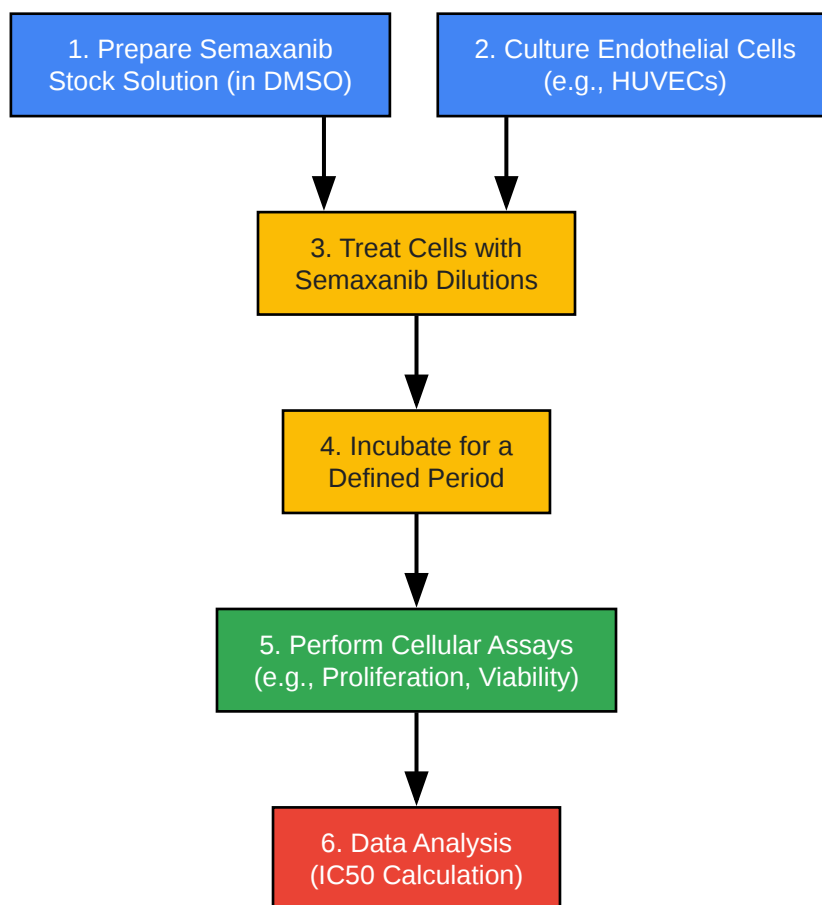 1. Prepare Semaxanib
Stock Solution (in DMSO)
2. Culture Endothelial Cells
(e.g., HUVECs)
3. Treat Cells with
Semaxanib Dilutions
4. Incubate for a
Defined Period
5. Perform Cellular Assays
(e.g., Proliferation, Viability)
6. Data Analysis
(IC50 Calculation)